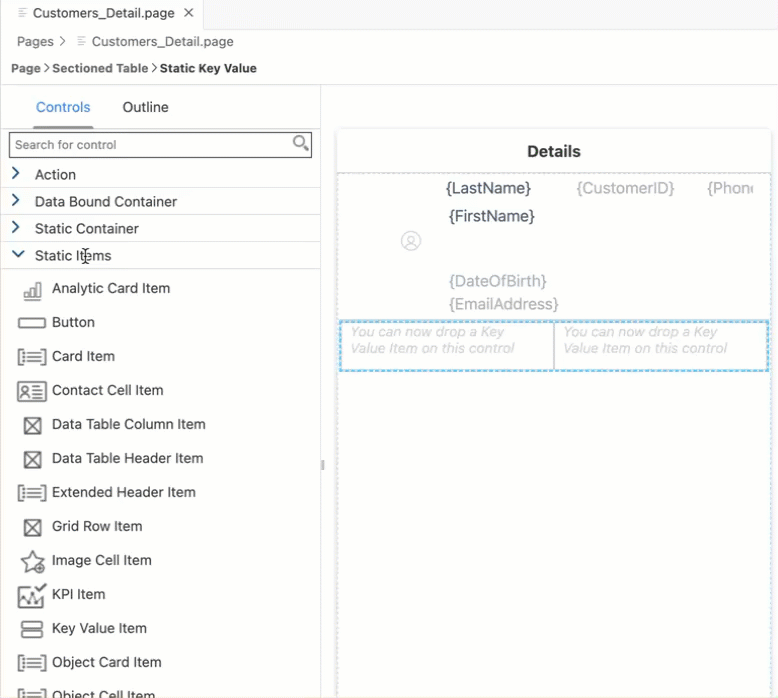 Customers_Detail.page
Pages > Customers_Detail.page
Page > Sectioned Table > Static Key Value
Controls
Outline
Search for control
Action
Data Bound Container
Static Container
Static Items
Analytic Card Item
Button
Card Item
Contact Cell Item
Data Table Column Item
Data Table Header Item
Extended Header Item
Grid Row Item
Image Cell Item
KPI Item
Key Value Item
Object Card Item
Object Cell Item
Details
{LastName} {CustomerID} {Phon
{FirstName}
{DateOfBirth}
{EmailAddress}
You can now drop a Key
Value Item on this control
You can now drop a Key
Value Item on this control